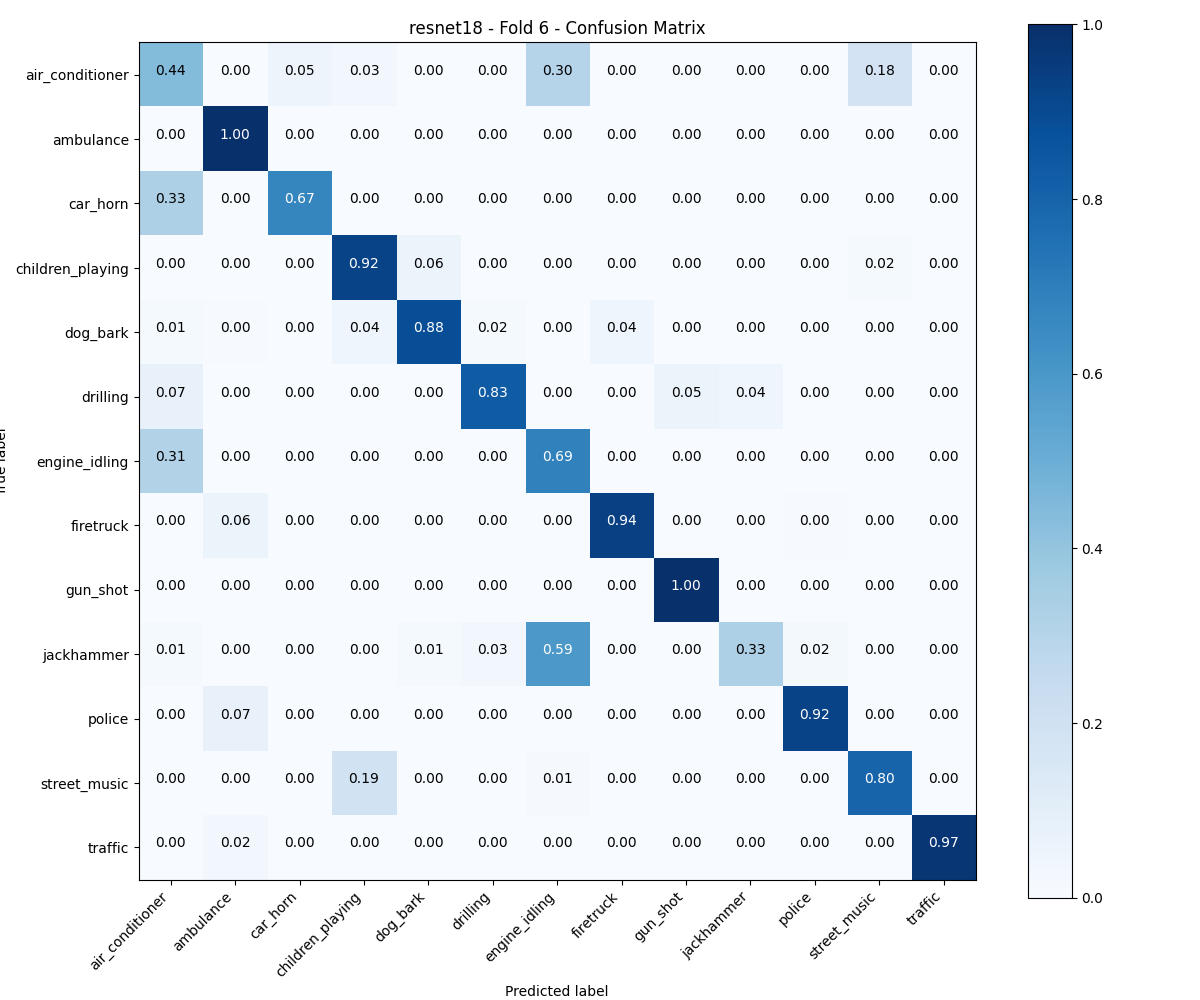 resnet18 - Fold 6 - Confusion Matrix
air_conditioner 0.44 0.00 0.05 0.03 0.00 0.00 0.30 0.00 0.00 0.00 0.00 0.18 0.00
ambulance 0.00 1.00 0.00 0.00 0.00 0.00 0.00 0.00 0.00 0.00 0.00 0.00 0.00
car_horn 0.33 0.00 0.67 0.00 0.00 0.00 0.00 0.00 0.00 0.00 0.00 0.00 0.00
children_playing 0.00 0.00 0.00 0.92 0.06 0.00 0.00 0.00 0.00 0.00 0.00 0.02 0.00
dog_bark 0.01 0.00 0.00 0.04 0.88 0.02 0.00 0.04 0.00 0.00 0.00 0.00 0.00
drilling 0.07 0.00 0.00 0.00 0.00 0.83 0.00 0.00 0.05 0.04 0.00 0.00 0.00
engine_idling 0.31 0.00 0.00 0.00 0.00 0.00 0.69 0.00 0.00 0.00 0.00 0.00 0.00
firetruck 0.00 0.06 0.00 0.00 0.00 0.00 0.00 0.94 0.00 0.00 0.00 0.00 0.00
gun_shot 0.00 0.00 0.00 0.00 0.00 0.00 0.00 0.00 1.00 0.00 0.00 0.00 0.00
jackhammer 0.01 0.00 0.00 0.00 0.01 0.03 0.59 0.00 0.00 0.33 0.02 0.00 0.00
police 0.00 0.07 0.00 0.00 0.00 0.00 0.00 0.00 0.00 0.00 0.92 0.00 0.00
street_music 0.00 0.00 0.00 0.19 0.00 0.00 0.01 0.00 0.00 0.00 0.00 0.80 0.00
traffic 0.00 0.02 0.00 0.00 0.00 0.00 0.00 0.00 0.00 0.00 0.00 0.00 0.97
air_conditioner ambulance car_horn children_playing dog_bark drilling engine_idling firetruck gun_shot jackhammer police street_music traffic
Predicted label
label
1.0
0.8
0.6
0.4
0.2
0.0